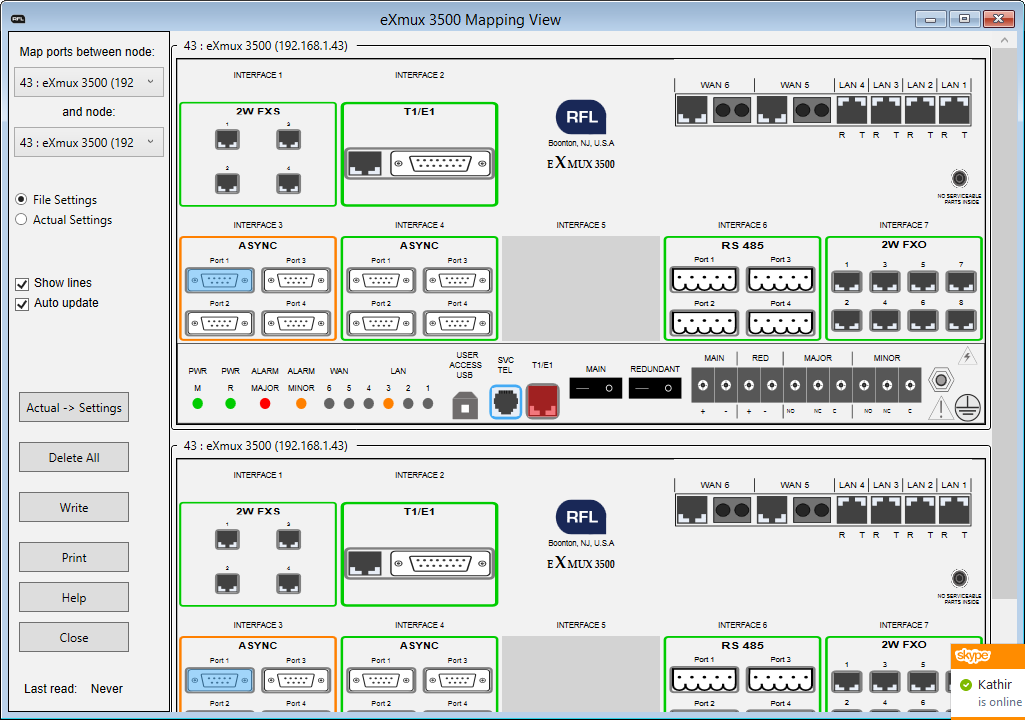 RFL
eXmux 3500 Mapping View
Map ports between node:
43 : eXmux 3500 (192
and node:
43 : eXmux 3500 (192
File Settings
Actual Settings
Show lines
Auto update
Actual -> Settings
Delete All
Write
Print
Help
Close
Last read: Never
43 : eXmux 3500 (192.168.1.43)
INTERFACE 1 INTERFACE 2
WAN 6 WAN 5 LAN 4 LAN 3 LAN 2 LAN 1
2W FXS T1/E1
1 3
2 4
RFL
Boonton, NJ, U.S.A
EXMUX 3500
R T R T R T R T
NO SERVICEABLE
PARTS INSIDE
INTERFACE 3 INTERFACE 4 INTERFACE 5 INTERFACE 6 INTERFACE 7
ASYNC ASYNC RS 485 2W FXO
Port 1 Port 3 Port 1 Port 3 Port 1 Port 3 1 3 5 7
Port 2 Port 4 Port 2 Port 4 Port 2 Port 4 2 4 6 8
PWR PWR ALARM ALARM WAN LAN
M R MAJOR MINOR 6 5 4 3 2 1
USER
ACCESS
USB
SVC
TEL
T1/E1
MAIN REDUNDANT
MAIN RED MAJOR MINOR
+ - + - NO NC C NO NC C
43 : eXmux 3500 (192.168.1.43)
INTERFACE 1 INTERFACE 2
WAN 6 WAN 5 LAN 4 LAN 3 LAN 2 LAN 1
2W FXS T1/E1
1 3
2 4
RFL
Boonton, NJ, U.S.A
EXMUX 3500
R T R T R T R T
NO SERVICEABLE
PARTS INSIDE
INTERFACE 3 INTERFACE 4 INTERFACE 5 INTERFACE 6 INTERFACE 7
ASYNC ASYNC RS 485 2W FXO
Port 1 Port 3 Port 1 Port 3 Port 1 Port 3 1 3 5
Port 2 Port 4 Port 2 Port 4 Port 2 Port 4 2 4 6
skype
Kathir
is online